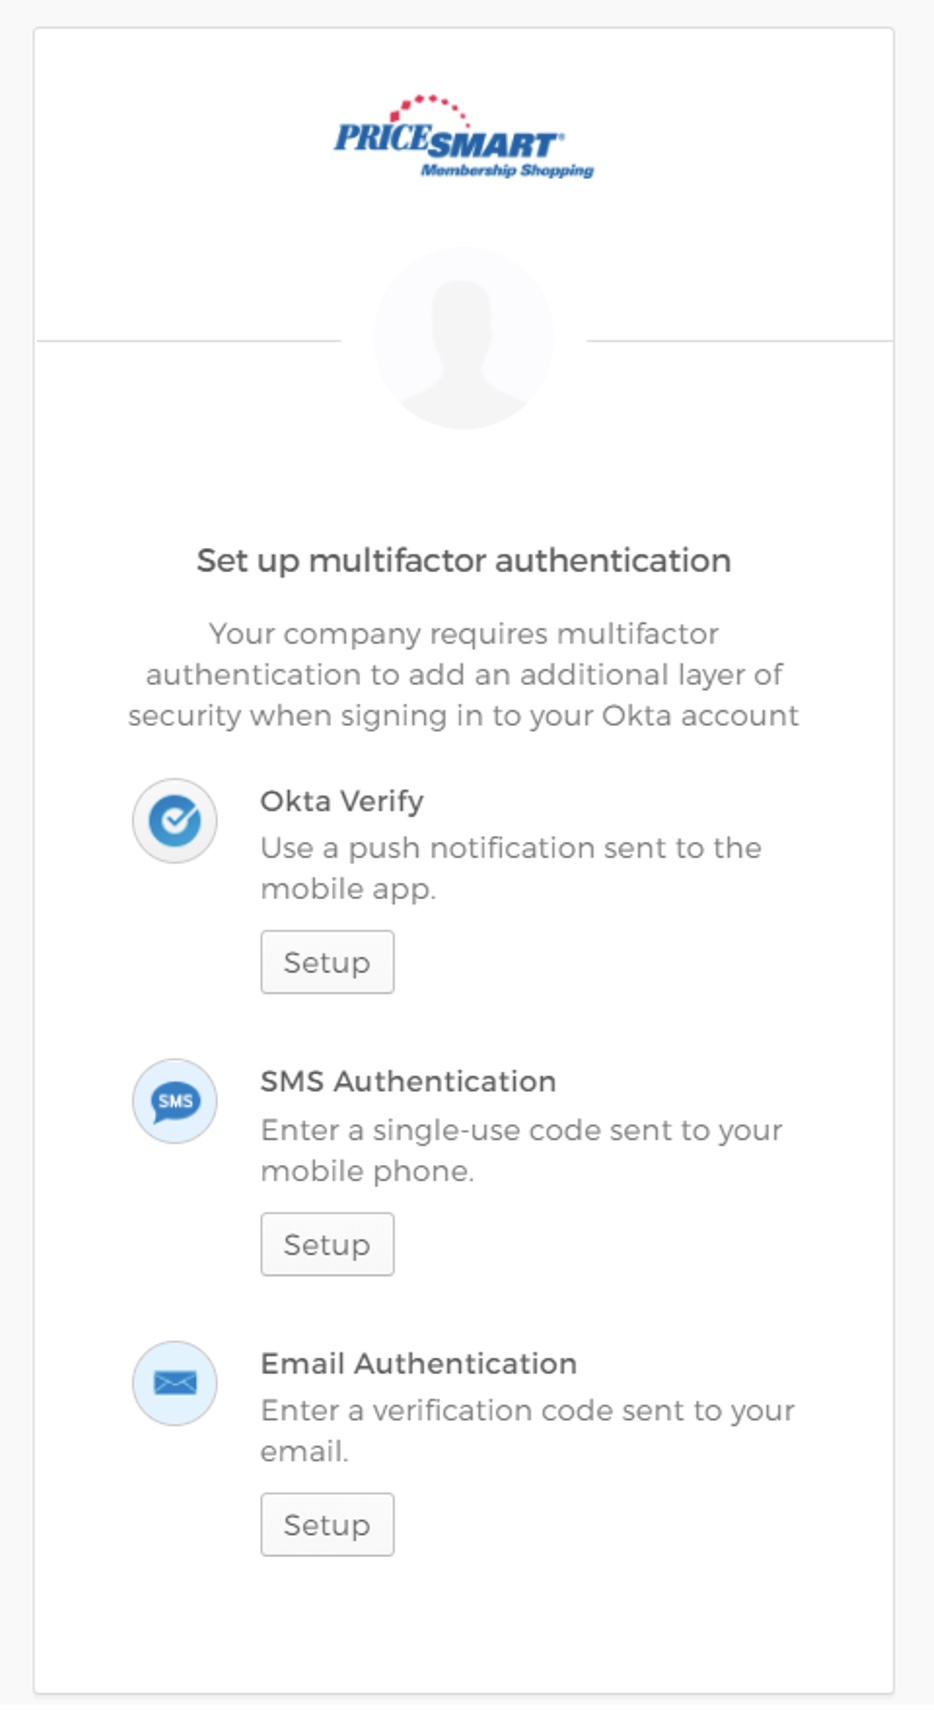 PRICESMART®
Membership Shopping
Set up multifactor authentication
Your company requires multifactor
authentication to add an additional layer of
security when signing in to your Okta account
Okta Verify
Use a push notification sent to the
mobile app.
Setup
SMS
SMS Authentication
Enter a single-use code sent to your
mobile phone.
Setup
Email Authentication
Enter a verification code sent to your
email.
Setup